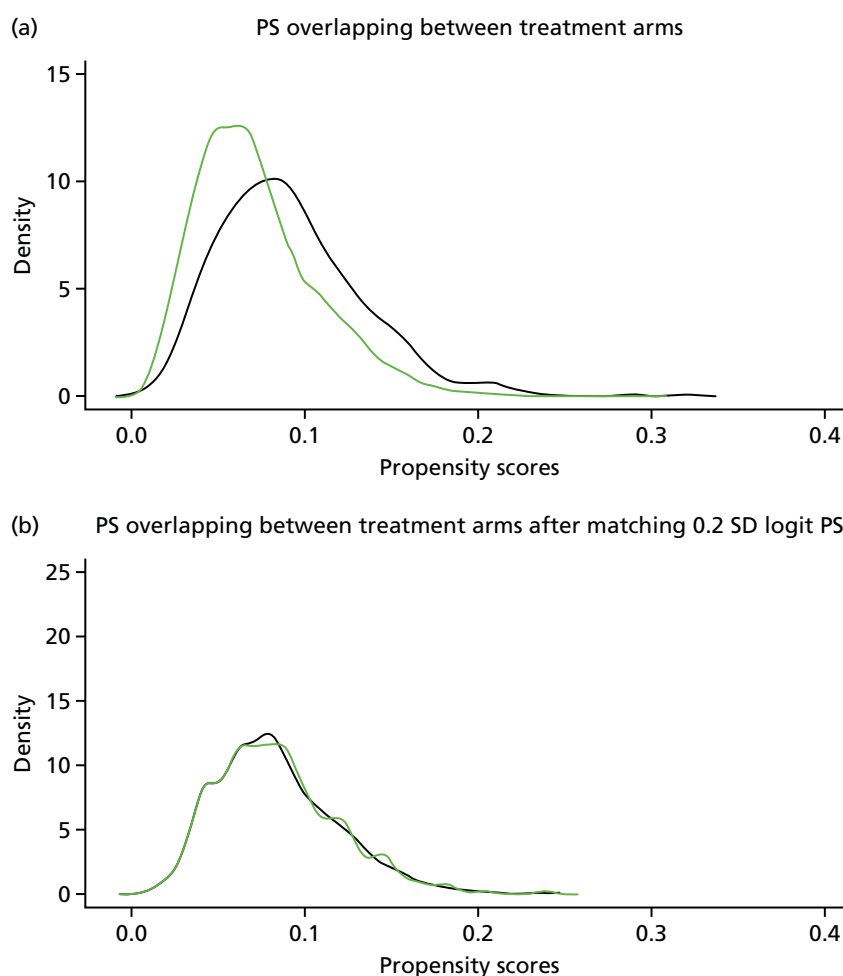 (a) PS overlapping between treatment arms
15
10
5
0
Density
0.0 0.1 0.2 0.3 0.4
Propensity scores
(b) PS overlapping between treatment arms after matching 0.2 SD logit PS
25
20
15
10
5
0
Density
0.0 0.1 0.2 0.3 0.4
Propensity scores